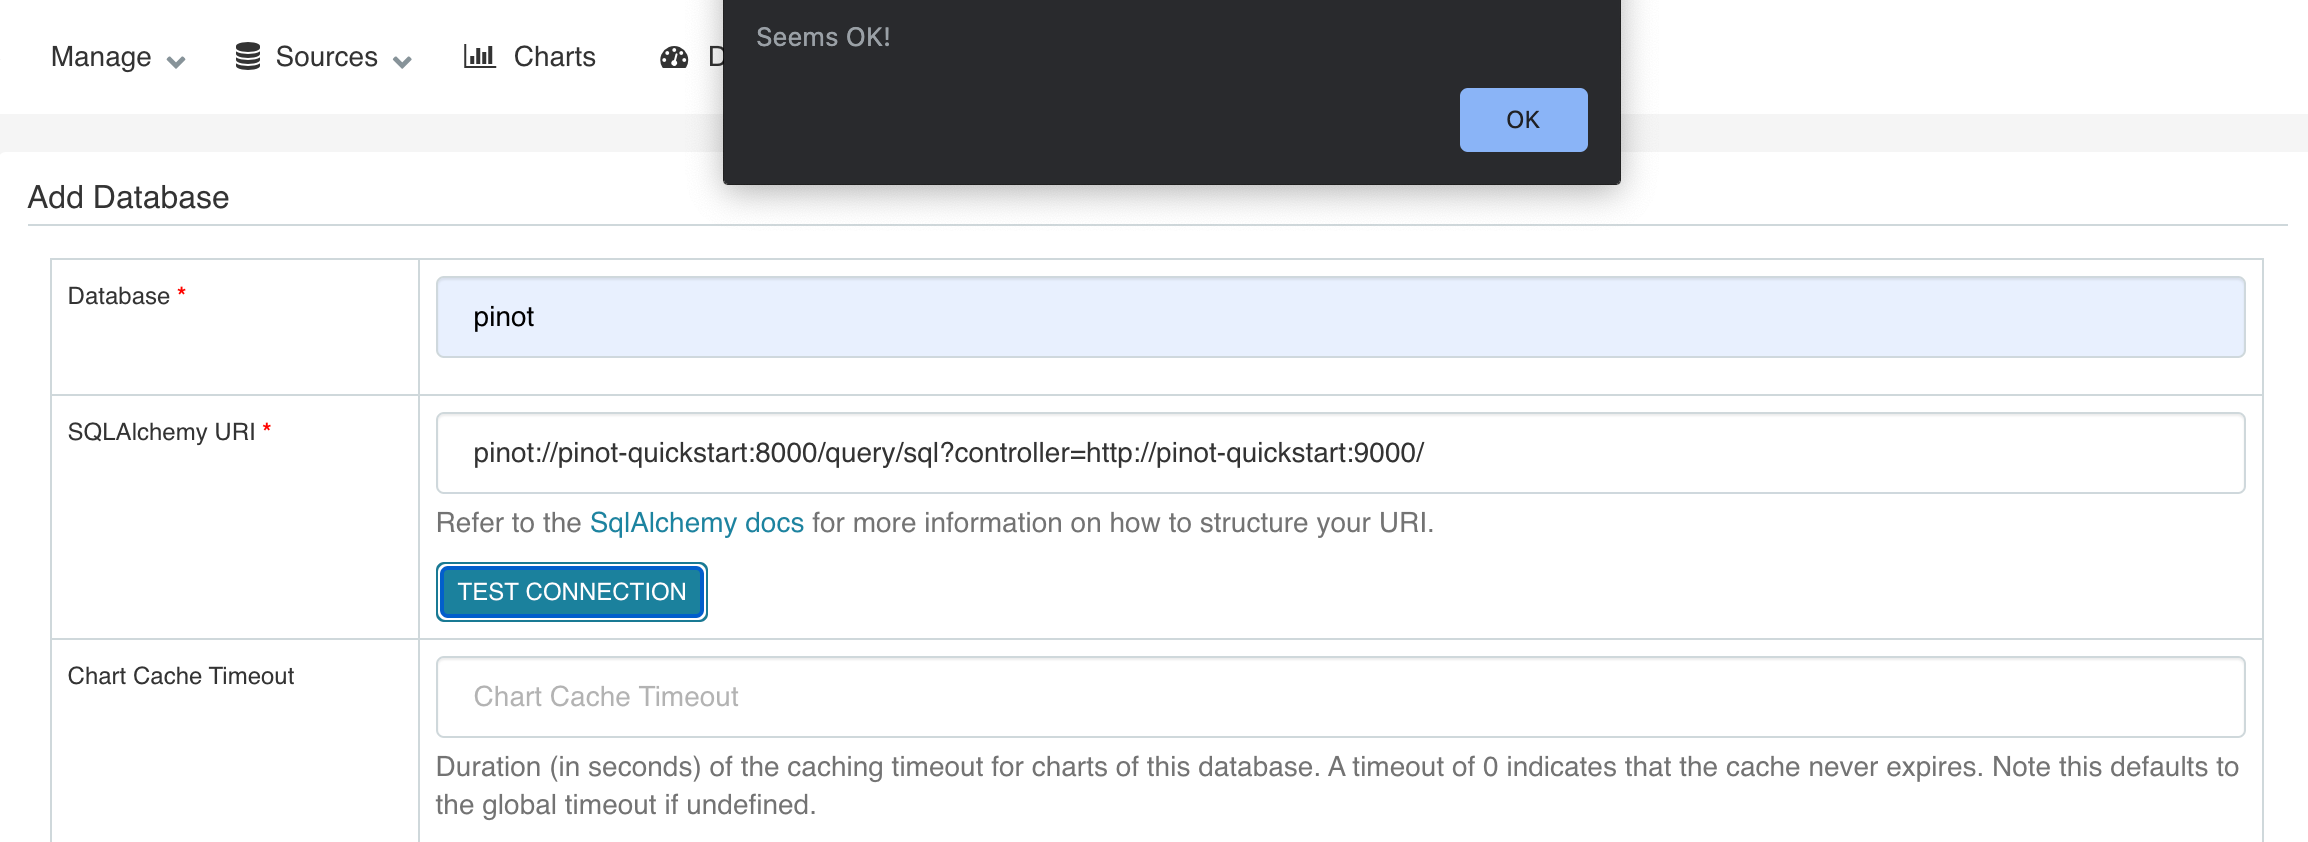 Manage Sources Charts D
Seems OK!
OK
Add Database
Database *
pinot
SQLAlchemy URI *
pinot://pinot-quickstart:8000/query/sql?controller=http://pinot-quickstart:9000/
Refer to the SqlAlchemy docs for more information on how to structure your URI.
TEST CONNECTION
Chart Cache Timeout
Chart Cache Timeout
Duration (in seconds) of the caching timeout for charts of this database. A timeout of 0 indicates that the cache never expires. Note this defaults to
the global timeout if undefined.